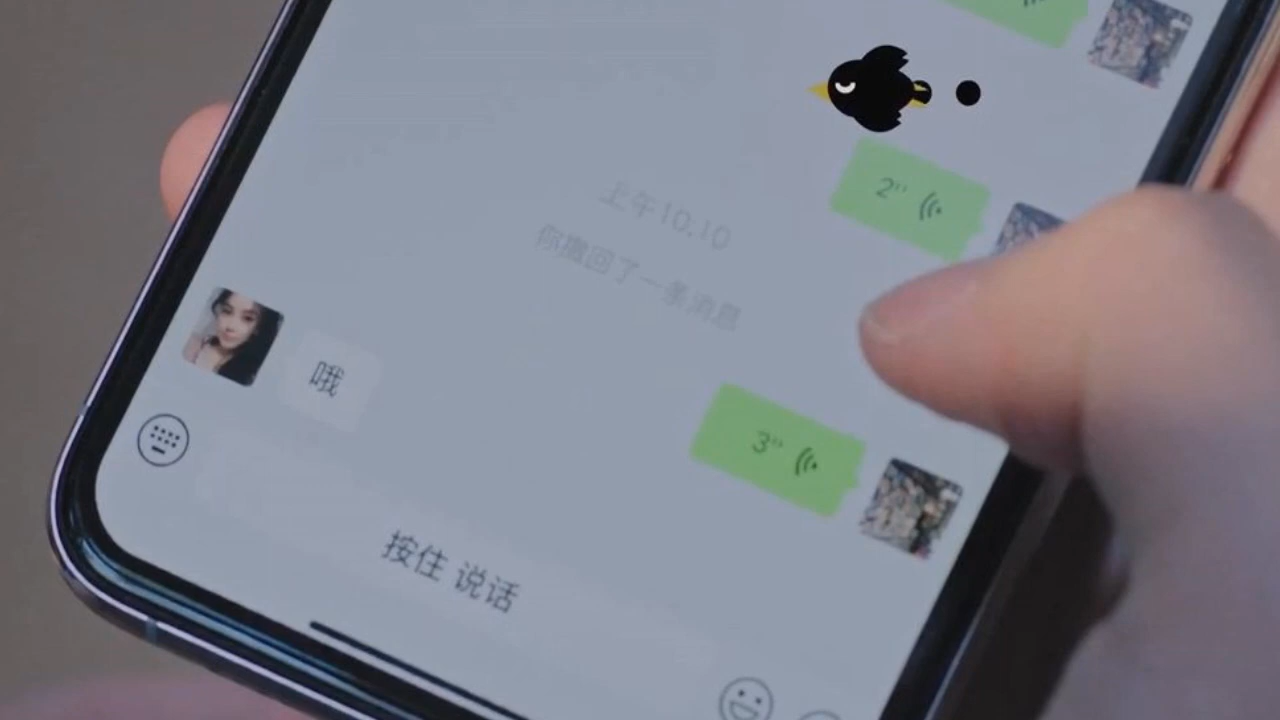 2"
上午10:10
你撤回了一条消息
哦
3"
按住 说话